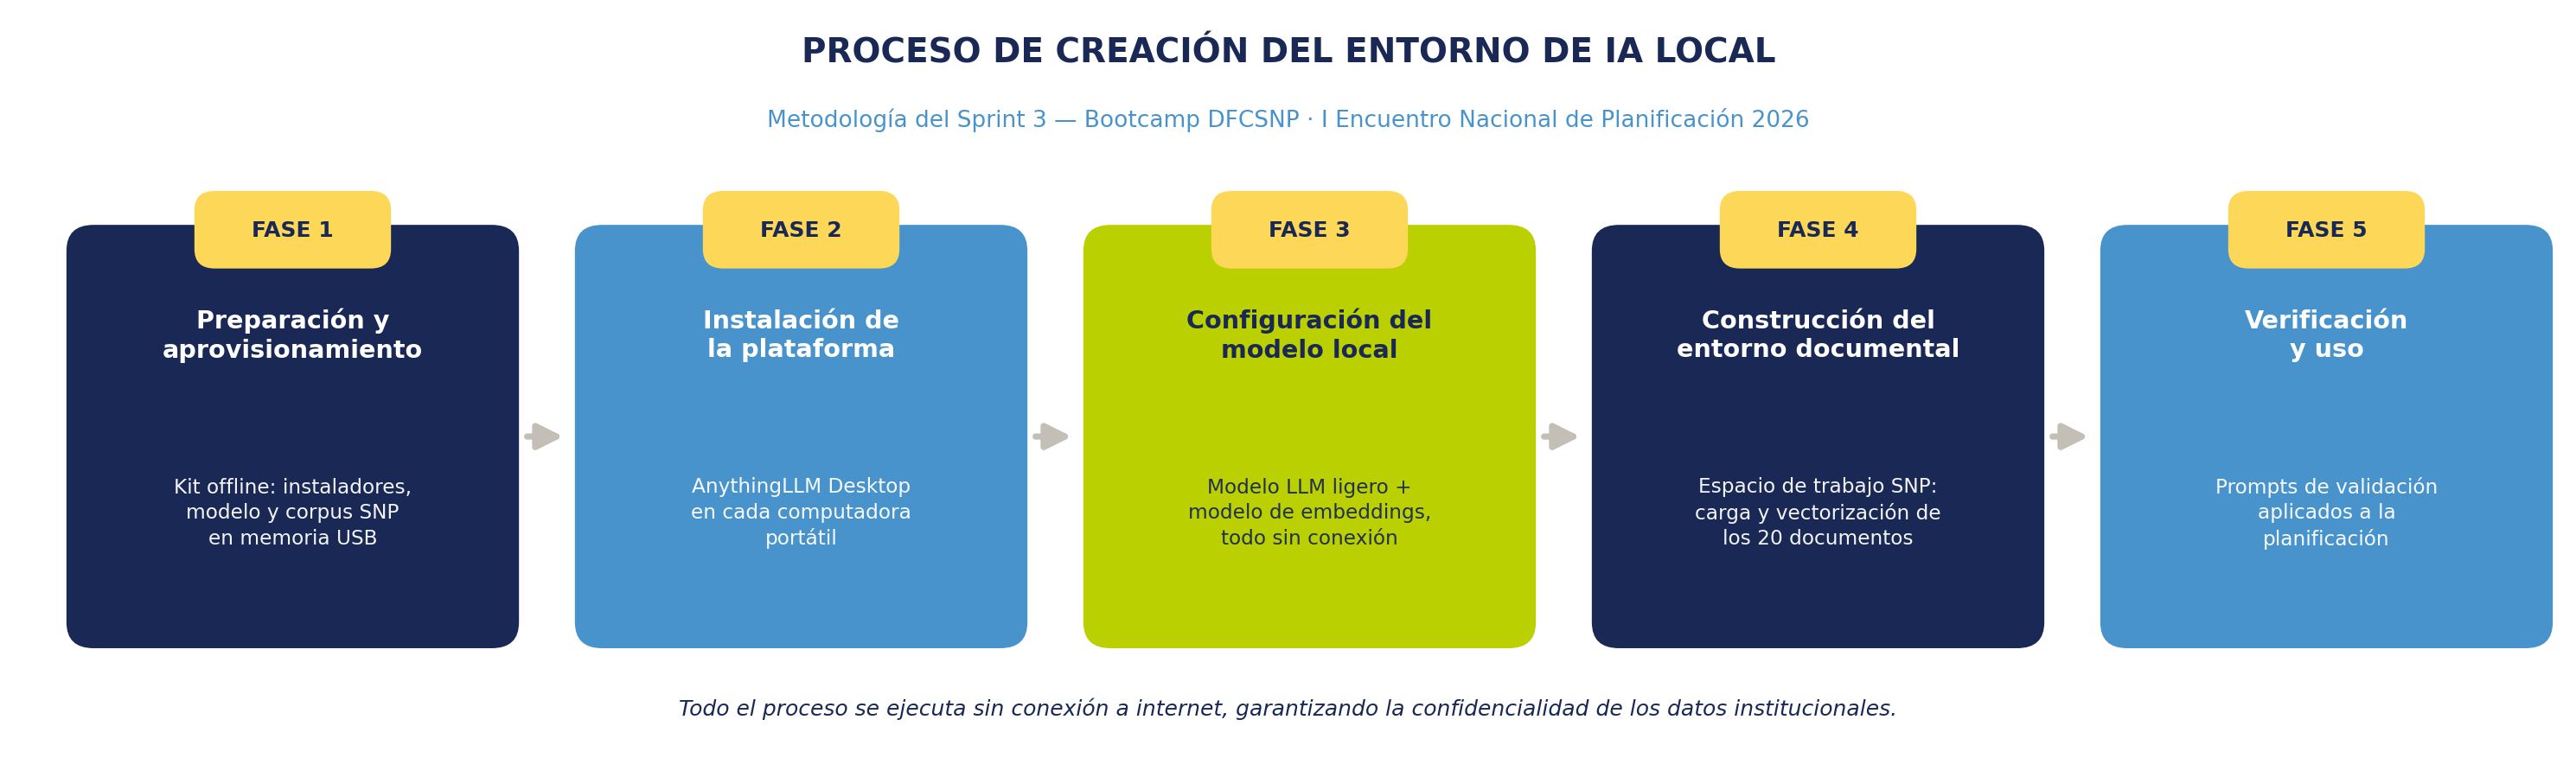 PROCESO DE CREACIÓN DEL ENTORNO DE IA LOCAL
Metodología del Sprint 3 — Bootcamp DFCSNP · I Encuentro Nacional de Planificación 2026
FASE 1
Preparación y
aprovisionamiento
Kit offline: instaladores,
modelo y corpus SNP
en memoria USB
FASE 2
Instalación de
la plataforma
AnythingLLM Desktop
en cada computadora
portátil
FASE 3
Configuración del
modelo local
Modelo LLM ligero +
modelo de embeddings,
todo sin conexión
FASE 4
Construcción del
entorno documental
Espacio de trabajo SNP:
carga y vectorización de
los 20 documentos
FASE 5
Verificación
y uso
Prompts de validación
aplicados a la
planificación
Todo el proceso se ejecuta sin conexión a internet, garantizando la confidencialidad de los datos institucionales.